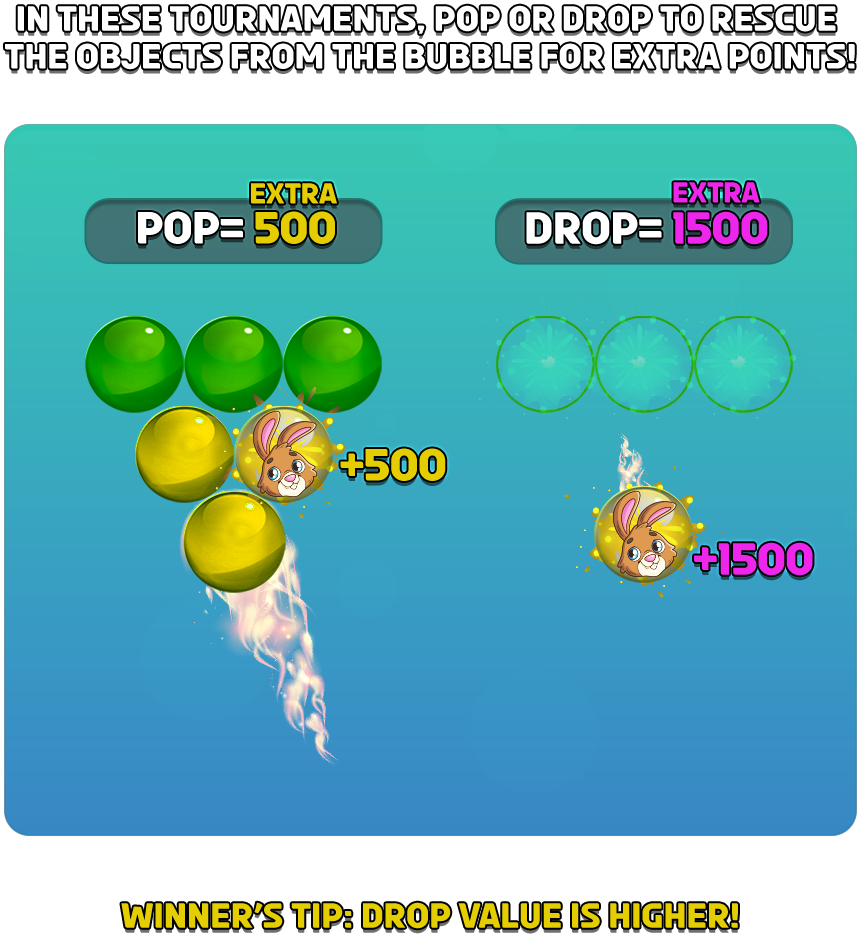 IN THESE TOURNAMENTS, POP OR DROP TO RESCUE
THE OBJECTS FROM THE BUBBLE FOR EXTRA POINTS!
EXTRA
POP= 500
EXTRA
DROP= 1500
+500
+1500
WINNER'S TIP: DROP VALUE IS HIGHER!